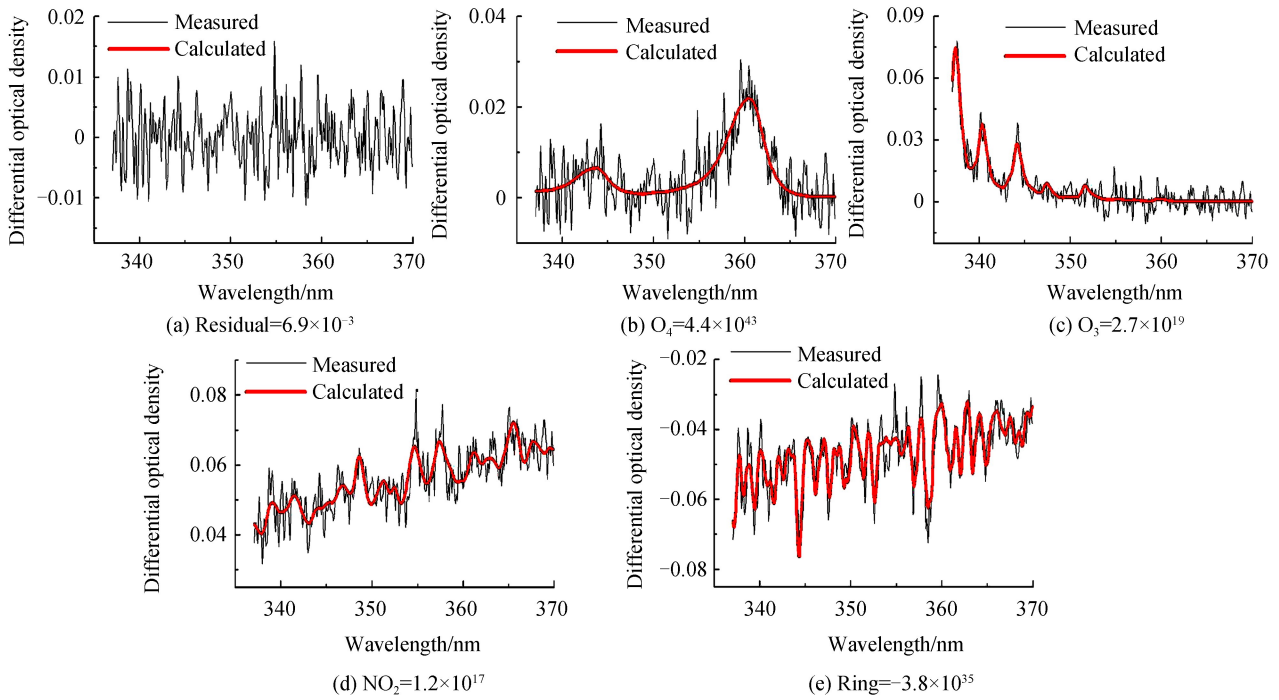 Differential optical density
0.02
0.01
0
−0.01
Measured
Calculated
340
350
360
370
Wavelength/nm
(a) Residual=6.9×10⁻³
Differential optical density
0.04
0.02
0
Measured
Calculated
340
350
360
370
Wavelength/nm
(b) O₄=4.4×10⁴³
Differential optical density
0.09
0.06
0.03
0
Measured
Calculated
340
350
360
370
Wavelength/nm
(c) O₃=2.7×10¹⁹
Differential optical density
0.08
0.06
0.04
Measured
Calculated
340
350
360
370
Wavelength/nm
(d) NO₂=1.2×10¹⁷
Differential optical density
−0.02
−0.04
−0.06
−0.08
Measured
Calculated
340
350
360
370
Wavelength/nm
(e) Ring=−3.8×10³⁵